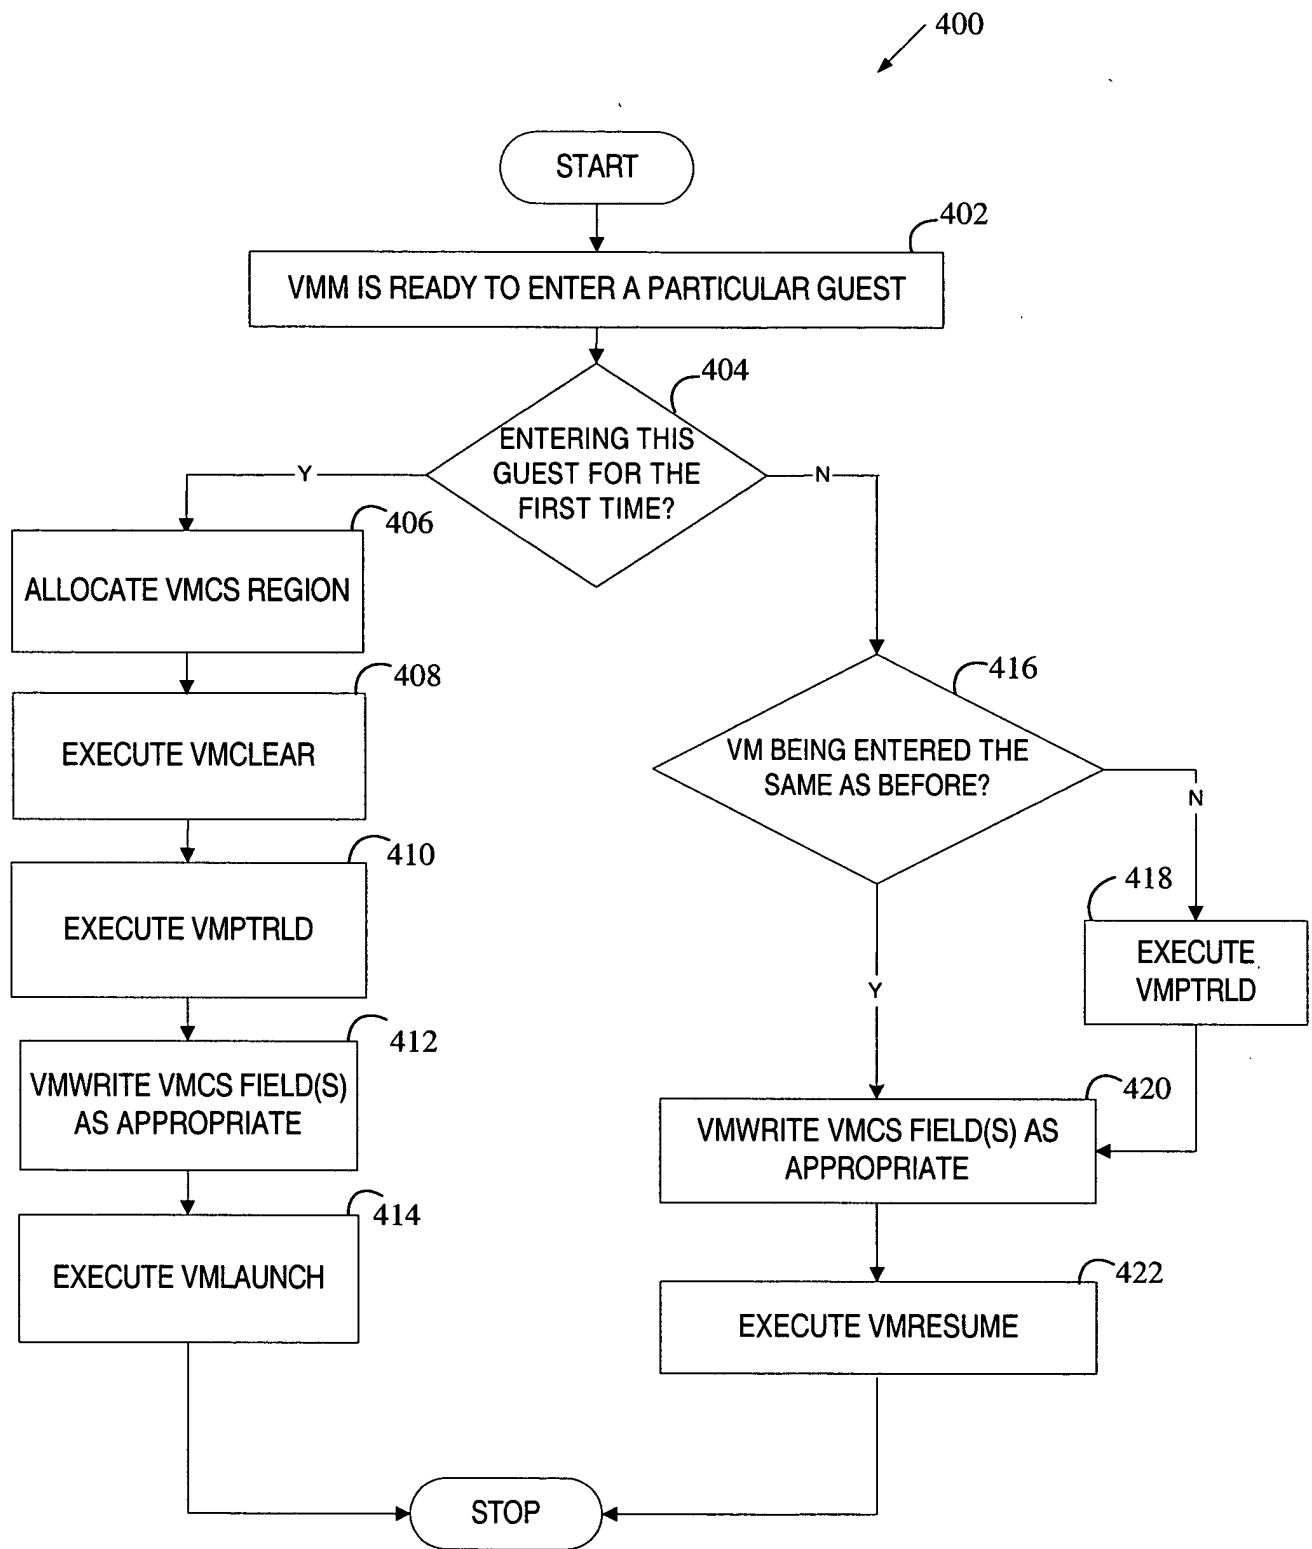 400
START
402
VMM IS READY TO ENTER A PARTICULAR GUEST
404
ENTERING THIS
GUEST FOR THE
FIRST TIME?
Y
N
406
ALLOCATE VMCS REGION
408
EXECUTE VMCLEAR
410
EXECUTE VMPTRLD
412
VMWRITE VMCS FIELD(S)
AS APPROPRIATE
414
EXECUTE VMLAUNCH
416
VM BEING ENTERED THE
SAME AS BEFORE?
N
Y
418
EXECUTE
VMPTRLD
420
VMWRITE VMCS FIELD(S) AS
APPROPRIATE
422
EXECUTE VMRESUME
STOP